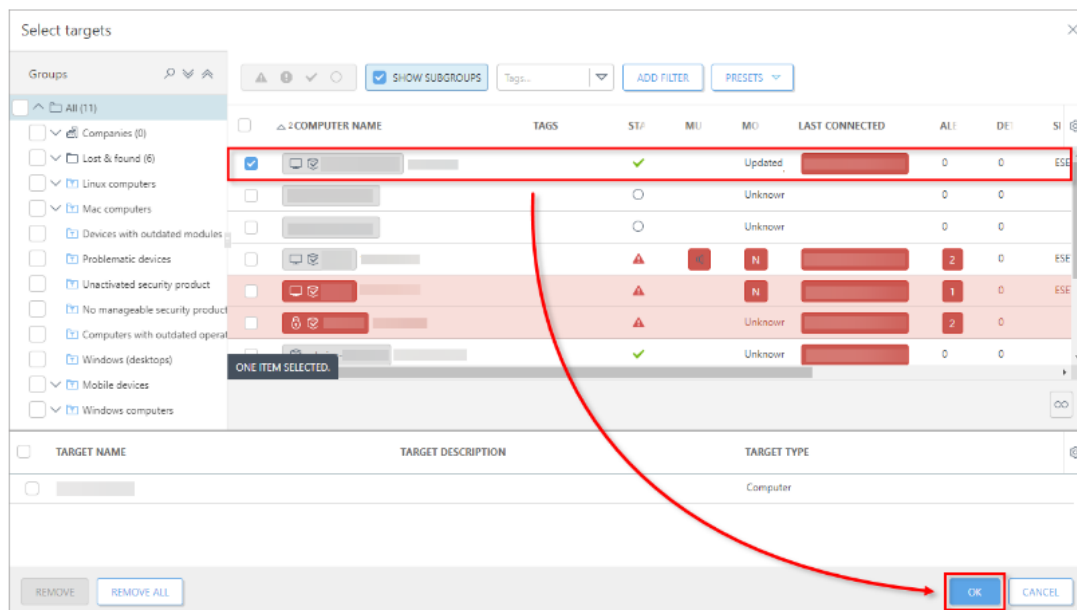 Select targets
Groups
SHOW SUBGROUPS
Tags...
ADD FILTER
PRESETS
All (11)
Companies (0)
Lost & found (6)
Linux computers
Mac computers
Devices with outdated modules
Problematic devices
Unactivated security product
No manageable security product
Computers with outdated operat
Windows (desktops)
Mobile devices
Windows computers
COMPUTER NAME TAGS STA MU MO LAST CONNECTED ALE DET SI
Updated 0 0 ESE
Unknowr 0 0
Unknowr 0 0
N 2 0 ESE
N 1 0 ESE
Unknowr 2 0
Unknowr 0 0
ONE ITEM SELECTED.
TARGET NAME TARGET DESCRIPTION TARGET TYPE
Computer
REMOVE
REMOVE ALL
OK
CANCEL